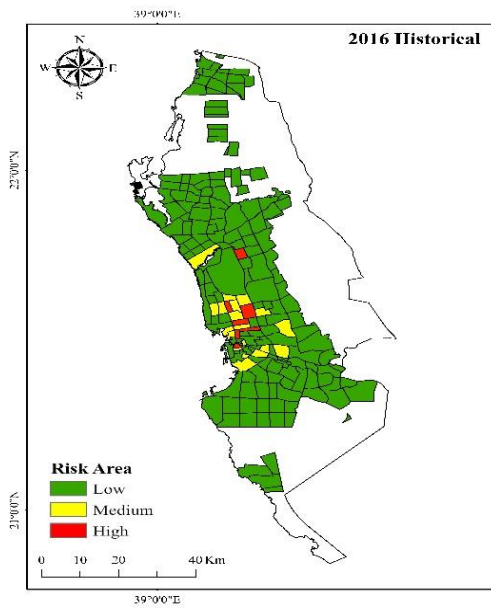 39°0'0"E
2016 Historical
N
W E
S
22°0'0"N
Risk Area
Low
Medium
High
21°0'0"N
0 10 20 40 Km
39°0'0"E